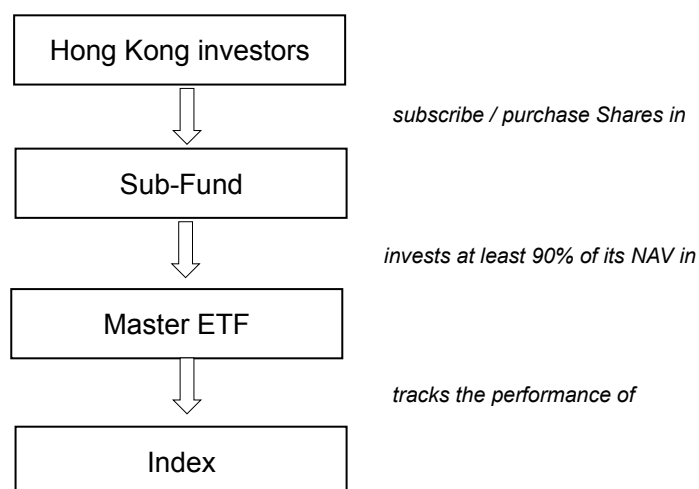 Hong Kong investors
subscribe / purchase Shares in
Sub-Fund
invests at least 90% of its NAV in
Master ETF
tracks the performance of
Index